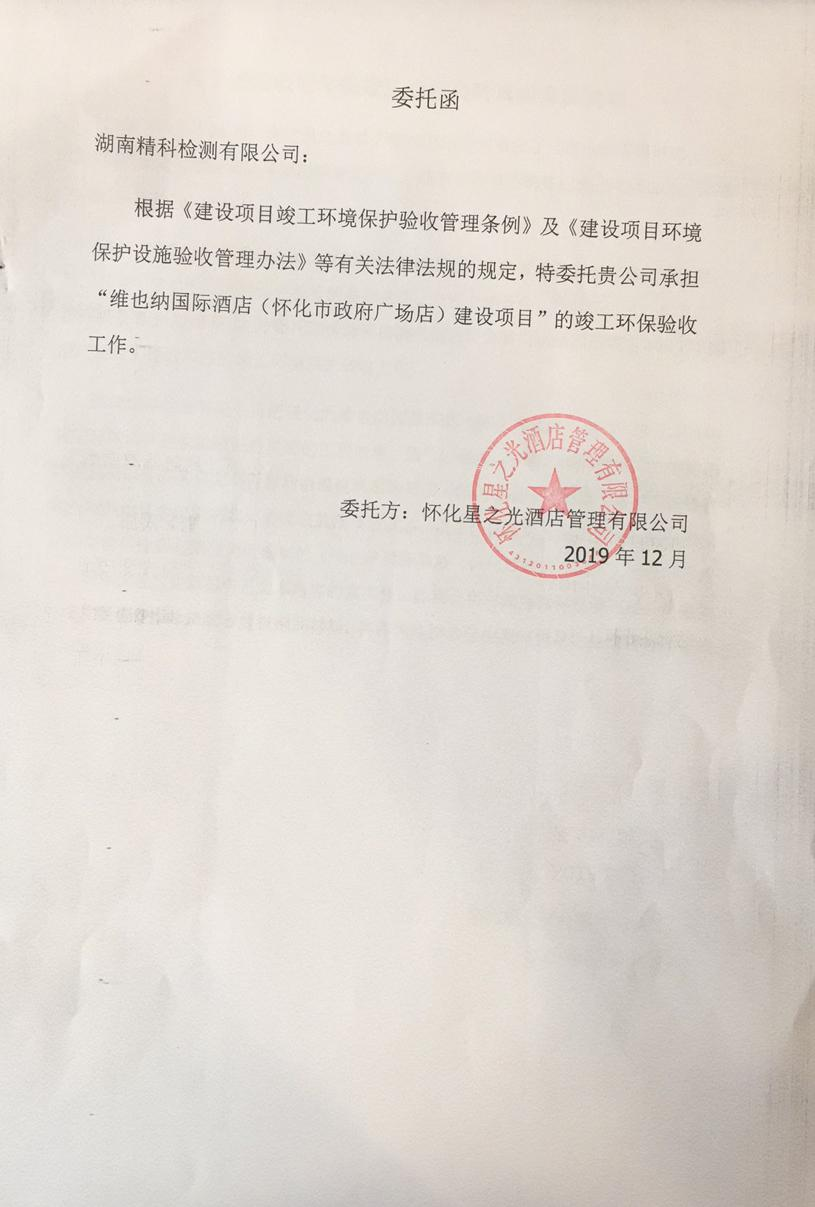 委托函
湖南精科检测有限公司：
根据《建设项目竣工环境保护验收管理条例》及《建设项目环境
保护设施验收管理办法》等有关法律法规的规定，特委托贵公司承担
“维也纳国际酒店（怀化市政府广场店）建设项目”的竣工环保验收
工作。
怀化星之光酒店管理有限公司
委托方：怀化星之光酒店管理有限公司
2019 年 12 月